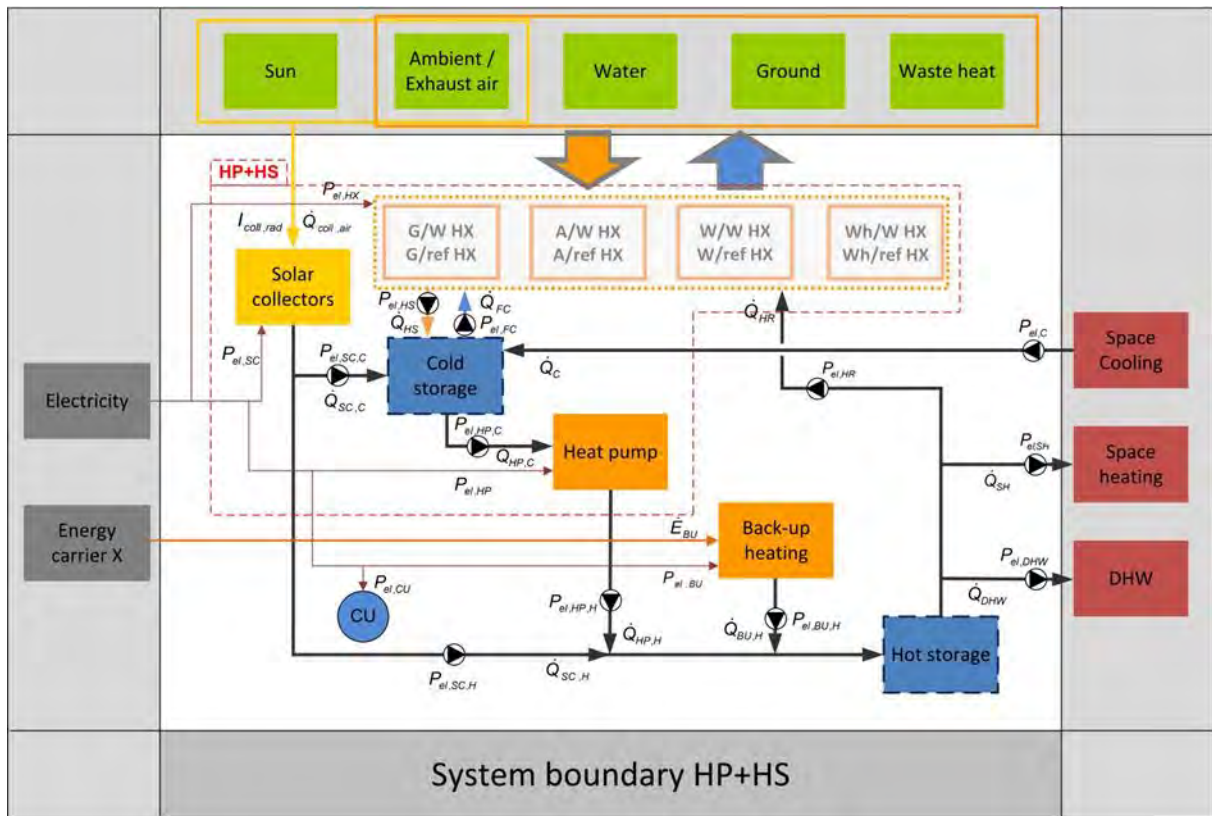 Sun
Ambient /
Exhaust air
Water
Ground
Waste heat
HP+HS
P el,HX
I coll,rad
Q̇ coll,air
G/W HX
G/ref HX
A/W HX
A/ref HX
W/W HX
W/ref HX
Wh/W HX
Wh/ref HX
Solar
collectors
P el,HS
Q̇ HS
Q̇ FC
P el,FC
Q̇ HR
P el,C
Space
Cooling
P el,SC
P el,SC,C
Q̇ SC,C
Cold
storage
Q̇ C
P el,HR
Electricity
P el,HP,C
Q̇ HP,C
Heat pump
P el,HP
P el,SH
Q̇ SH
Space
heating
Energy
carrier X
Ė BU
Back-up
heating
P el,BU
P el,CU
CU
P el,DHW
Q̇ DHW
DHW
P el,HP,H
Q̇ HP,H
Q̇ BU,H
P el,BU,H
Hot storage
P el,SC,H
Q̇ SC,H
System boundary HP+HS